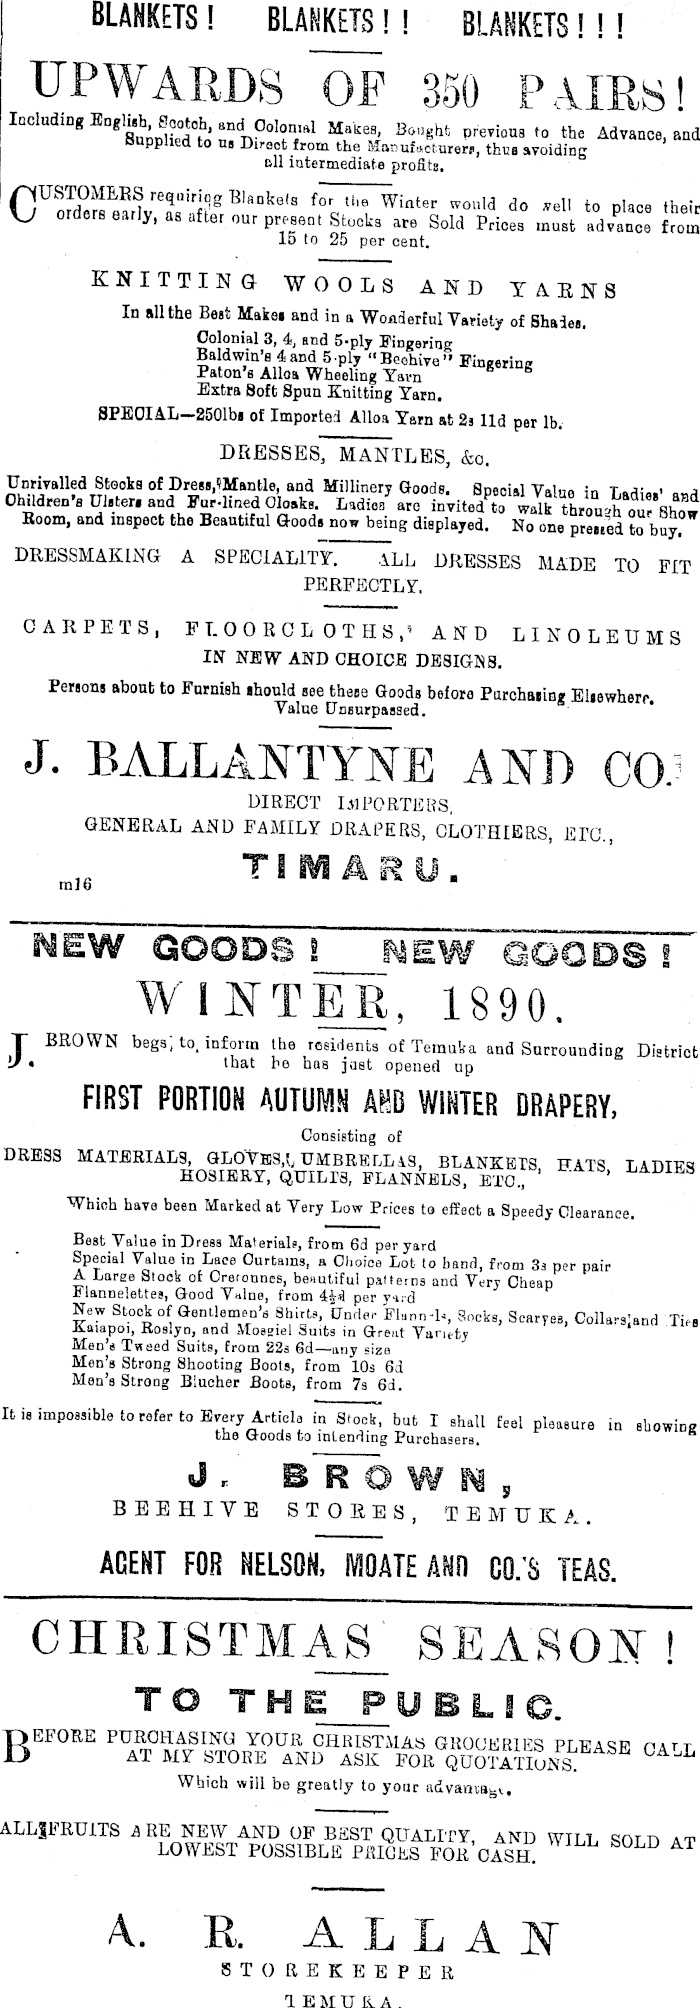 BLANKETS! BLANKETS!! BLANKETS!!!
UPWARDS OF 350 PAIRS!
Including English, Scotch, and Colonial Makes, Bought previous to the Advance, and
Supplied to us Direct from the Manufacturers, thus avoiding
all intermediate profits.
CUSTOMERS requiring Blankets for the Winter would do well to place their
orders early, as after our present Stocks are Sold Prices must advance from
15 to 25 per cent.
KNITTING WOOLS AND YARNS
In all the Best Makes and in a Wonderful Variety of Shades.
Colonial 3, 4, and 5-ply Fingering
Baldwin's 4 and 5-ply "Beehive" Fingering
Paton's Alloa Wheeling Yarn
Extra Soft Spun Knitting Yarn.
SPECIAL—250lbs of Imported Alloa Yarn at 2s 11d per lb.
DRESSES, MANTLES, &c.
Unrivalled Stocks of Dress, Mantle, and Millinery Goods. Special Value in Ladies' and
Children's Ulsters and Fur-lined Cloaks. Ladies are invited to walk through our Show
Room, and inspect the Beautiful Goods now being displayed. No one pressed to buy.
DRESSMAKING A SPECIALITY. ALL DRESSES MADE TO FIT
PERFECTLY.
CARPETS, FLOORCLOTHS, AND LINOLEUMS
IN NEW AND CHOICE DESIGNS.
Persons about to Furnish should see these Goods before Purchasing Elsewhere.
Value Unsurpassed.
J. BALLANTYNE AND CO.
DIRECT IMPORTERS,
GENERAL AND FAMILY DRAPERS, CLOTHIERS, ETC.,
TIMARU.
m16
NEW GOODS! NEW GOODS!
WINTER, 1890.
J. BROWN begs to inform the residents of Temuka and Surrounding District
that he has just opened up
FIRST PORTION AUTUMN AND WINTER DRAPERY,
Consisting of
DRESS MATERIALS, GLOVES, UMBRELLAS, BLANKETS, HATS, LADIES
HOSIERY, QUILTS, FLANNELS, ETC.,
Which have been Marked at Very Low Prices to effect a Speedy Clearance.
Best Value in Dress Materials, from 6d per yard
Special Value in Lace Curtains, a Choice Lot to hand, from 3s per pair
A Large Stock of Cretonnes, beautiful patterns and Very Cheap
Flannelettes, Good Value, from 4½d per yard
New Stock of Gentlemen's Shirts, Under Flannels, Socks, Scarves, Collars and Ties
Kaiapoi, Roslyn, and Mosgiel Suits in Great Variety
Men's Tweed Suits, from 22s 6d—any size
Men's Strong Shooting Boots, from 10s 6d
Men's Strong Blucher Boots, from 7s 6d.
It is impossible to refer to Every Article in Stock, but I shall feel pleasure in showing
the Goods to intending Purchasers.
J. BROWN,
BEEHIVE STORES, TEMUKA.
AGENT FOR NELSON, MOATE AND CO.'S TEAS.
CHRISTMAS SEASON!
TO THE PUBLIC.
BEFORE PURCHASING YOUR CHRISTMAS GROCERIES PLEASE CALL
AT MY STORE AND ASK FOR QUOTATIONS.
Which will be greatly to your advantage.
ALL FRUITS ARE NEW AND OF BEST QUALITY, AND WILL SOLD AT
LOWEST POSSIBLE PRICES FOR CASH.
A. R. ALLAN
STOREKEEPER
TEMUKA.